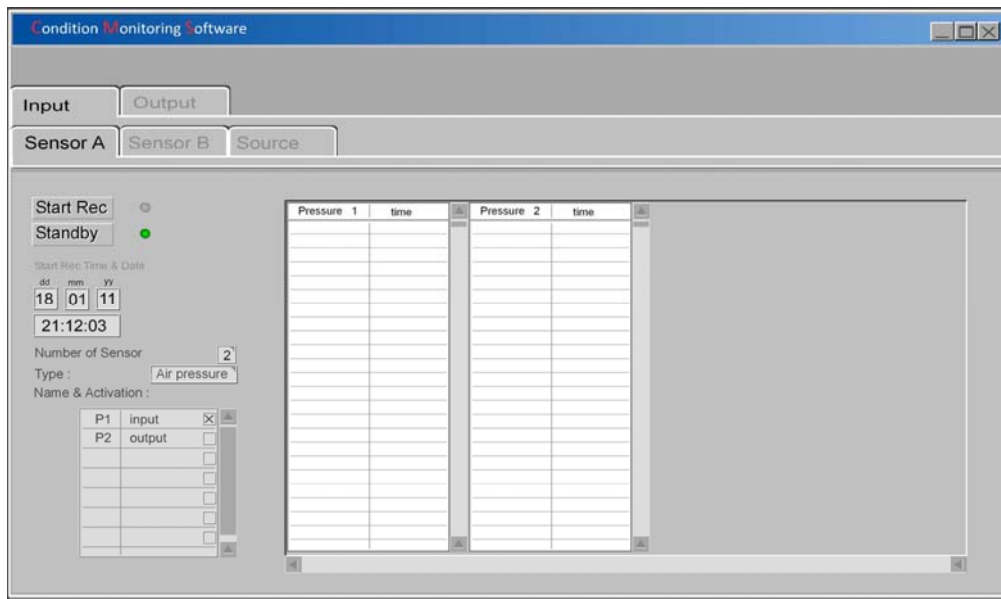 Condition Monitoring Software
Input Output
Sensor A Sensor B Source
Start Rec
Standby
Start Rec Time & Date
dd mm yy
18 01 11
21:12:03
Number of Sensor 2
Type : Air pressure
Name & Activation :
P1 input
P2 output
Pressure 1 time Pressure 2 time